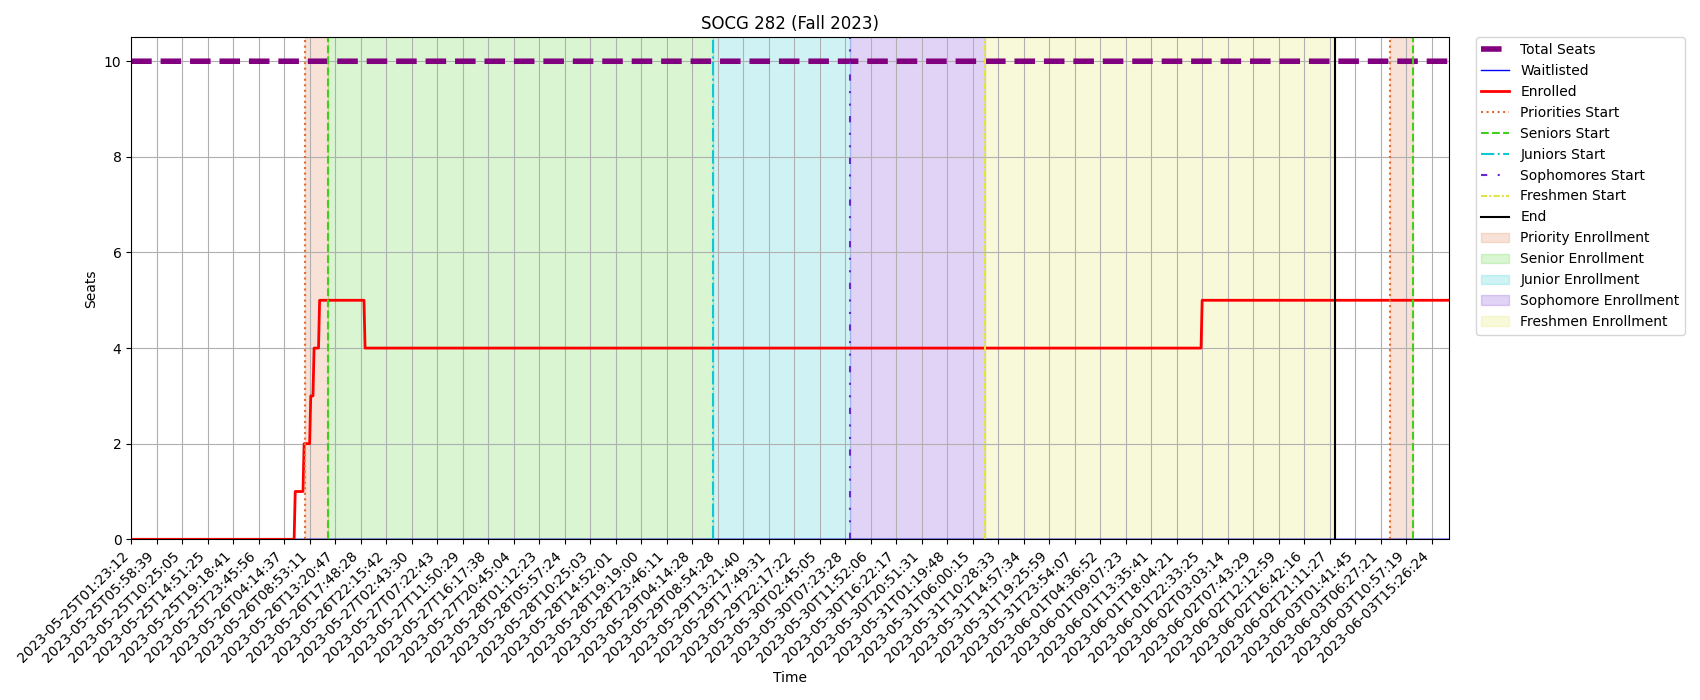 SOCG 282 (Fall 2023)
Seats
10
8
6
4
2
0
2023-05-25T01:23:12
2023-05-25T05:58:39
2023-05-25T10:25:05
2023-05-25T14:51:25
2023-05-25T19:18:41
2023-05-25T23:45:56
2023-05-26T04:14:37
2023-05-26T08:53:11
2023-05-26T13:20:47
2023-05-26T17:48:28
2023-05-26T22:15:42
2023-05-27T02:43:30
2023-05-27T07:22:43
2023-05-27T11:50:29
2023-05-27T16:17:38
2023-05-27T20:45:04
2023-05-28T01:12:23
2023-05-28T05:57:24
2023-05-28T10:25:03
2023-05-28T14:52:01
2023-05-28T19:19:00
2023-05-28T23:46:11
2023-05-29T04:14:28
2023-05-29T08:54:28
2023-05-29T13:21:40
2023-05-29T17:49:31
2023-05-29T22:17:22
2023-05-30T02:45:05
2023-05-30T07:23:28
2023-05-30T11:52:06
2023-05-30T16:22:17
2023-05-30T20:51:31
2023-05-31T01:19:48
2023-05-31T06:00:15
2023-05-31T10:28:33
2023-05-31T14:57:34
2023-05-31T19:25:59
2023-05-31T23:54:07
2023-06-01T04:36:52
2023-06-01T09:07:23
2023-06-01T13:35:41
2023-06-01T18:04:21
2023-06-01T22:33:25
2023-06-02T03:03:14
2023-06-02T07:43:29
2023-06-02T12:12:59
2023-06-02T16:42:16
2023-06-02T21:11:27
2023-06-03T01:41:45
2023-06-03T06:27:21
2023-06-03T10:57:19
2023-06-03T15:26:24
Time
Total Seats
Waitlisted
Enrolled
Priorities Start
Seniors Start
Juniors Start
Sophomores Start
Freshmen Start
End
Priority Enrollment
Senior Enrollment
Junior Enrollment
Sophomore Enrollment
Freshmen Enrollment